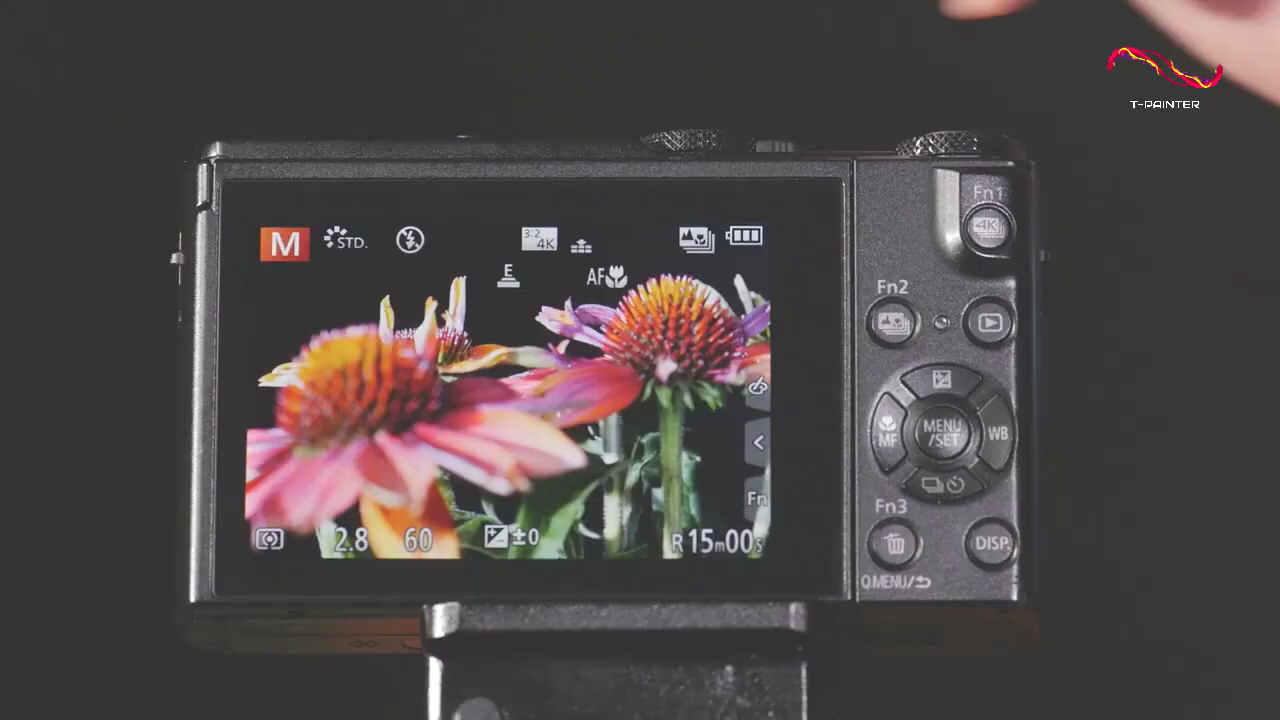 T-PAINTER
Fn1
4K
M
STD.
3:2
4K
E
AF
Fn2
MF
MENU
/SET
WB
Fn
2.8
60
±0
R15m00s
Fn3
DISP.
Q.MENU/